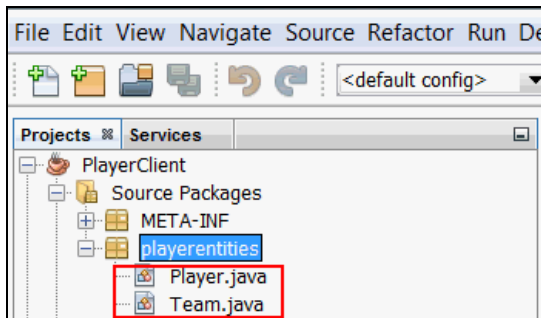 File Edit View Navigate Source Refactor Run De
<default config>
Projects Services
PlayerClient
Source Packages
META-INF
playerentities
Player.java
Team.java